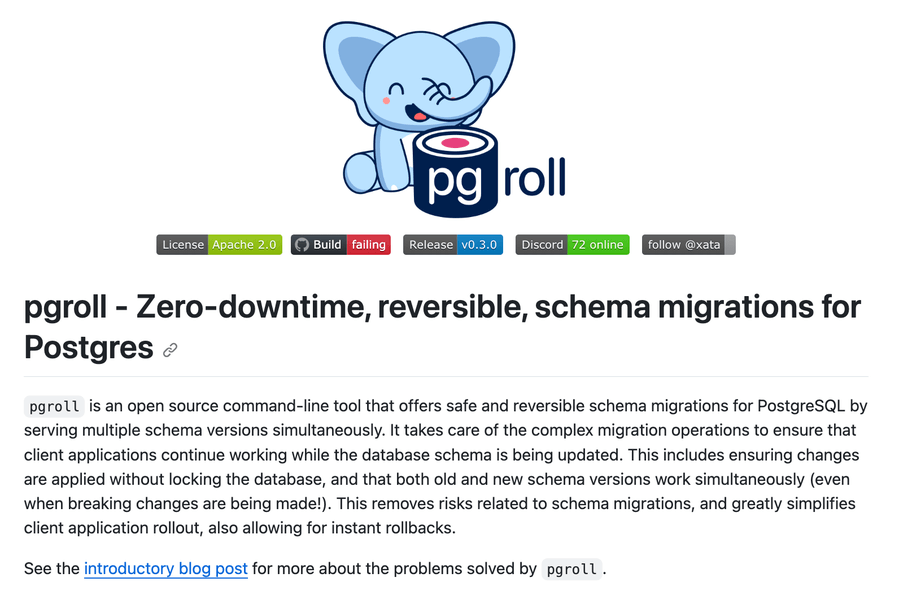 pgroll
License Apache 2.0 Build failing Release v0.3.0 Discord 72 online follow @xata
pgroll - Zero-downtime, reversible, schema migrations for
Postgres
pgroll is an open source command-line tool that offers safe and reversible schema migrations for PostgreSQL by
serving multiple schema versions simultaneously. It takes care of the complex migration operations to ensure that
client applications continue working while the database schema is being updated. This includes ensuring changes
are applied without locking the database, and that both old and new schema versions work simultaneously (even
when breaking changes are being made!). This removes risks related to schema migrations, and greatly simplifies
client application rollout, also allowing for instant rollbacks.
See the introductory blog post for more about the problems solved by pgroll.